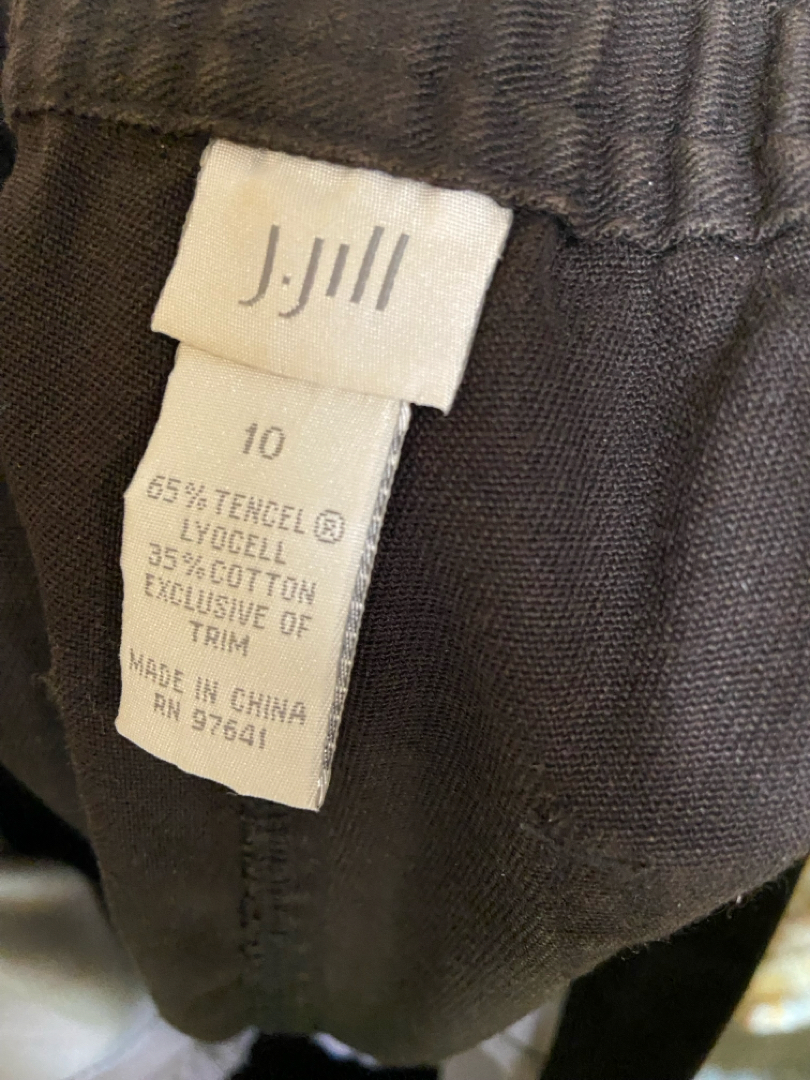 J.Jill
10
65% TENCEL®
LYOCELL
35% COTTON
EXCLUSIVE OF
TRIM
MADE IN CHINA
RN 97641